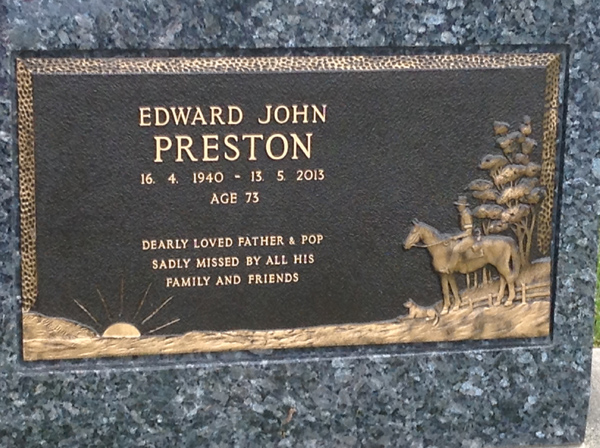 EDWARD JOHN
PRESTON
16. 4. 1940 - 13. 5. 2013
AGE 73
DEARLY LOVED FATHER & POP
SADLY MISSED BY ALL HIS
FAMILY AND FRIENDS